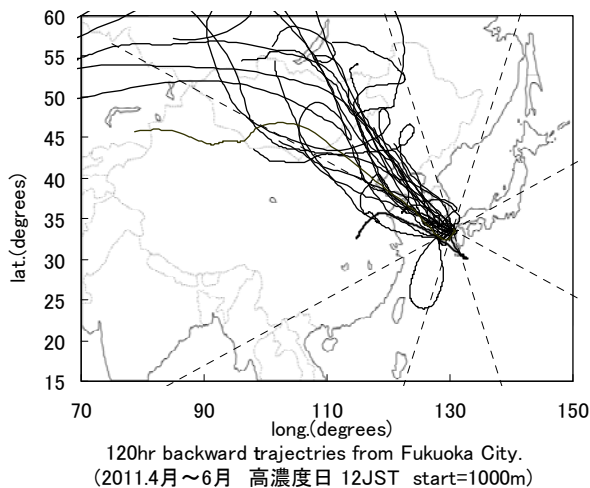 60
55
50
45
40
35
30
25
20
15
lat.(degrees)
70 90 110 130 150
long.(degrees)
120hr backward trajectories from Fukuoka City.
(2011.4月～6月 高濃度日 12JST start=1000m)